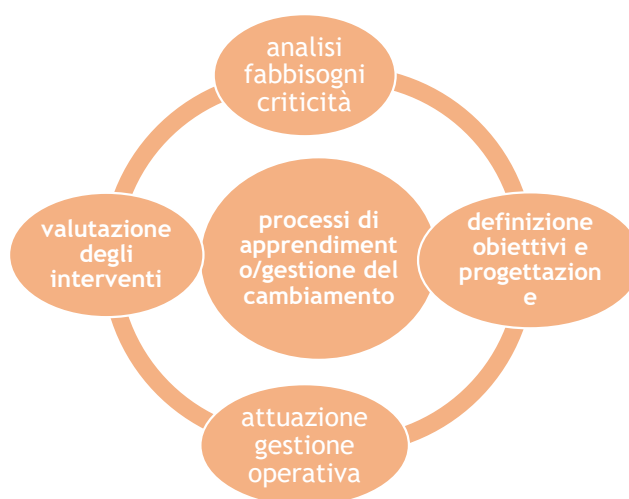 analisi
fabbisogni
criticità
valutazione
degli
interventi
processi di
apprendiment
o/gestione del
cambiamento
definizione
obiettivi e
progettazion
e
attuazione
gestione
operativa